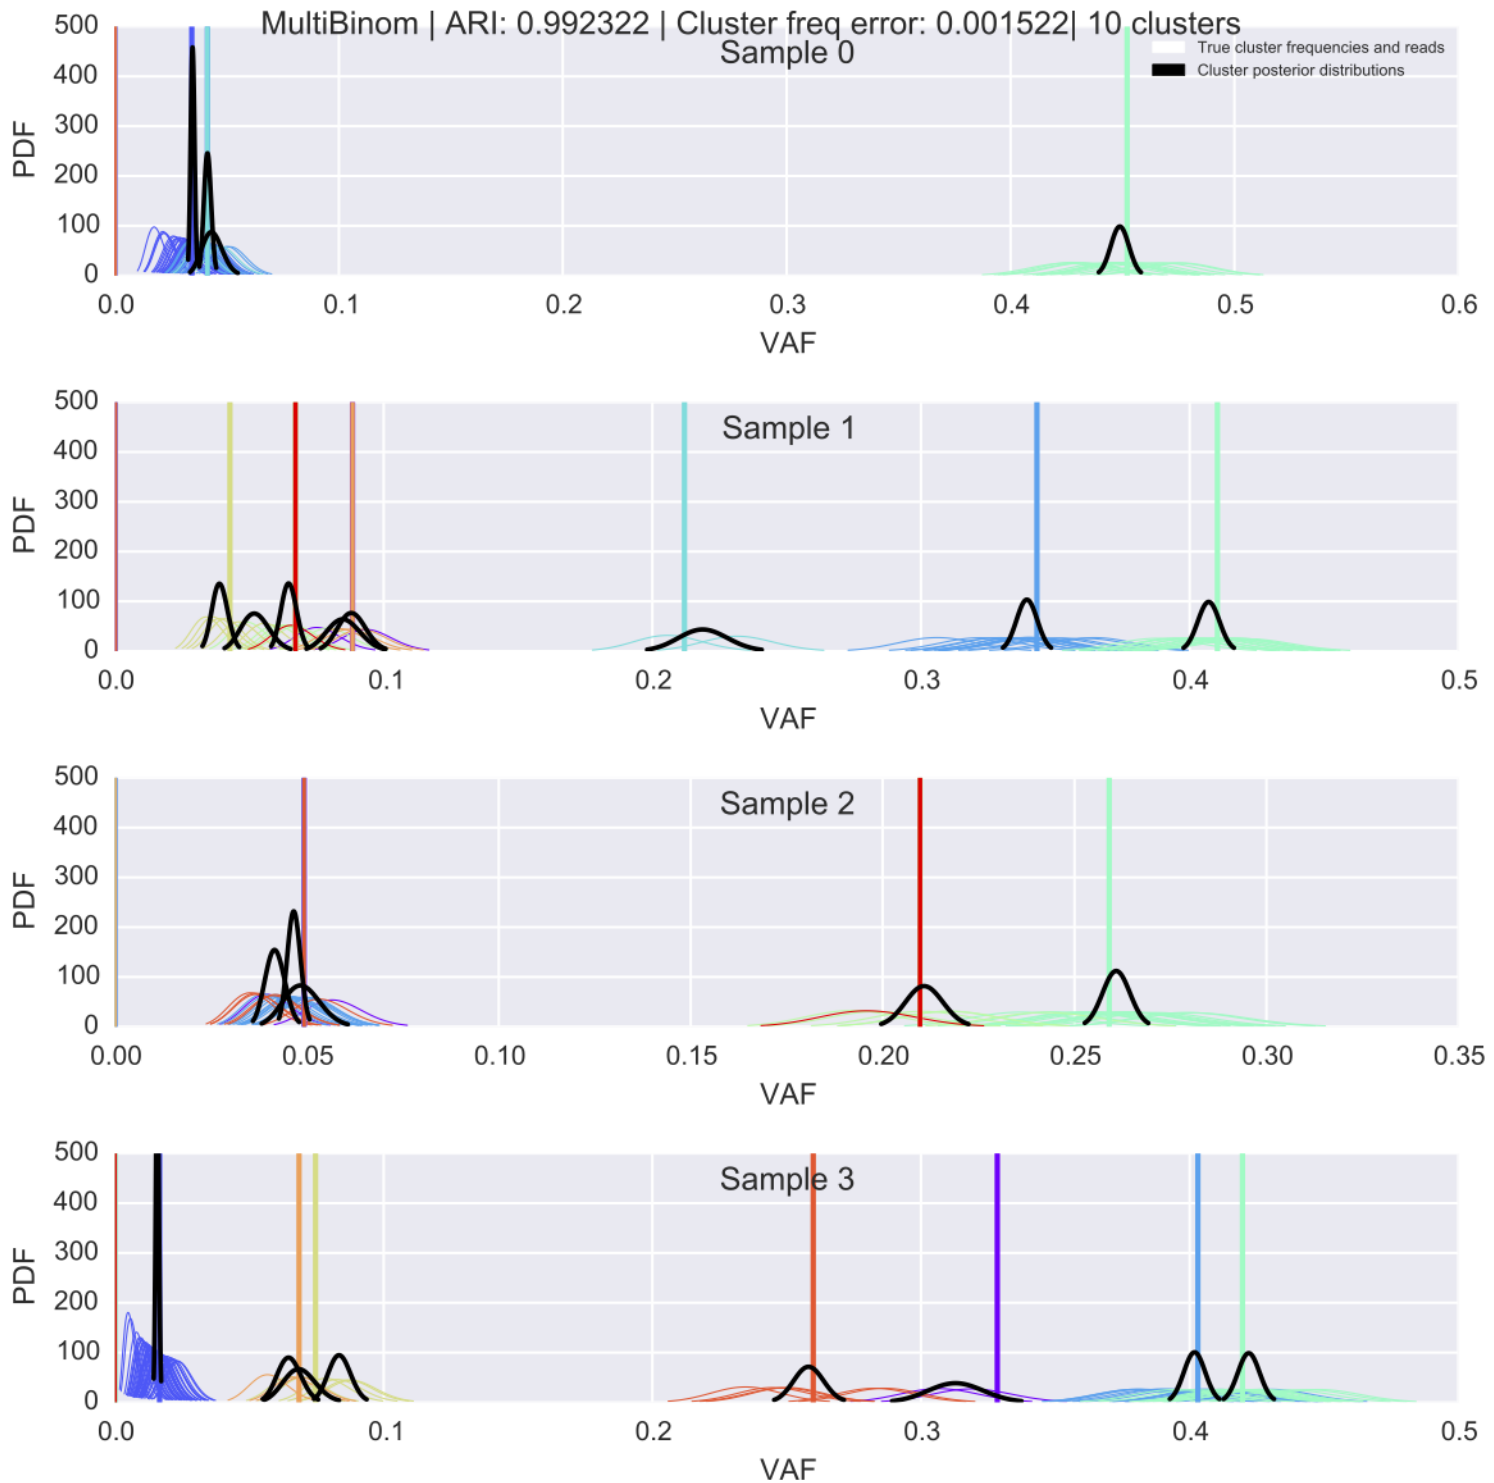 MultiBinom | ARI: 0.992322 | Cluster freq error: 0.001522| 10 clusters
Sample 0
True cluster frequencies and reads
Cluster posterior distributions
PDF
500
400
300
200
100
0
0.0 0.1 0.2 0.3 0.4 0.5 0.6
VAF
Sample 1
PDF
500
400
300
200
100
0
0.0 0.1 0.2 0.3 0.4 0.5
VAF
Sample 2
PDF
500
400
300
200
100
0
0.00 0.05 0.10 0.15 0.20 0.25 0.30 0.35
VAF
Sample 3
PDF
500
400
300
200
100
0
0.0 0.1 0.2 0.3 0.4 0.5
VAF